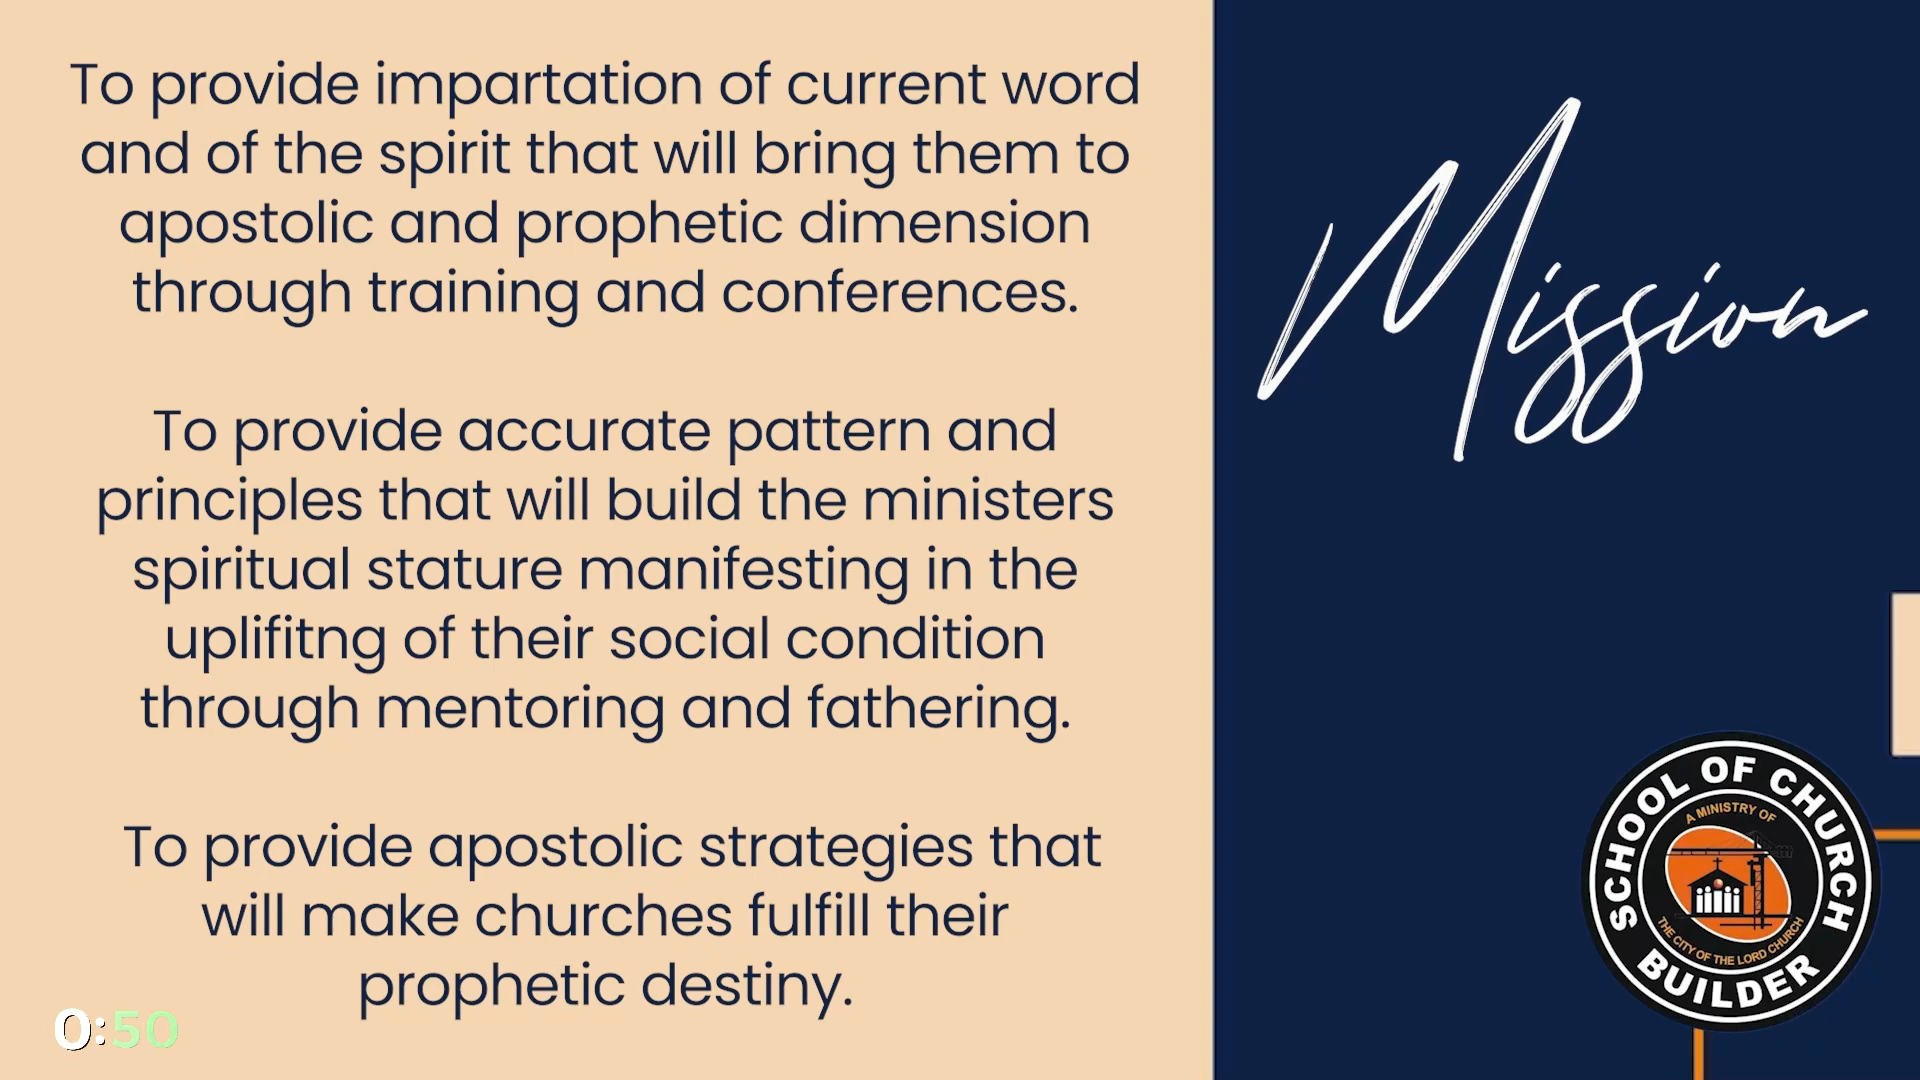 To provide impartation of current word
and of the spirit that will bring them to
apostolic and prophetic dimension
through training and conferences.
To provide accurate pattern and
principles that will build the ministers
spiritual stature manifesting in the
uplifitng of their social condition
through mentoring and fathering.
To provide apostolic strategies that
will make churches fulfill their
prophetic destiny.
0:50
Mission
SCHOOL OF CHURCH
A MINISTRY OF
THE CITY OF THE LORD CHURCH
BUILDER